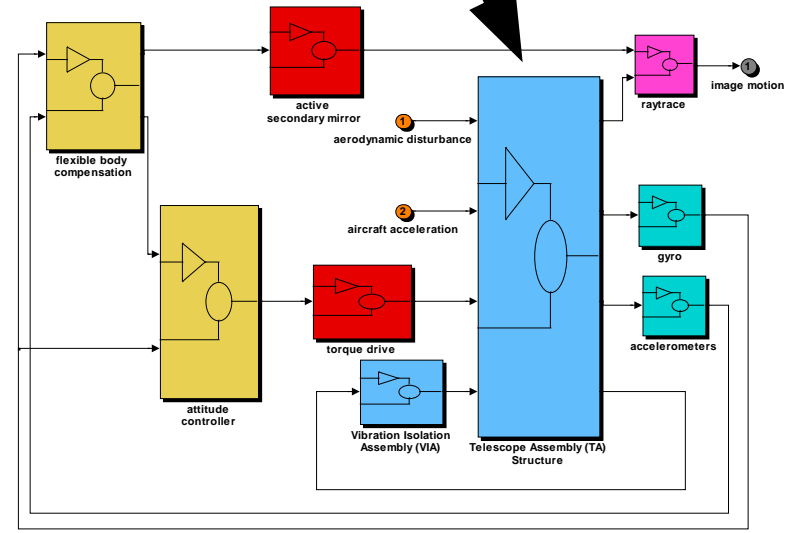 1
image motion
raytrace
active
secondary mirror
1
aerodynamic disturbance
flexible body
compensation
2
aircraft acceleration
gyro
torque drive
accelerometers
attitude
controller
Vibration Isolation
Assembly (VIA)
Telescope Assembly (TA)
Structure